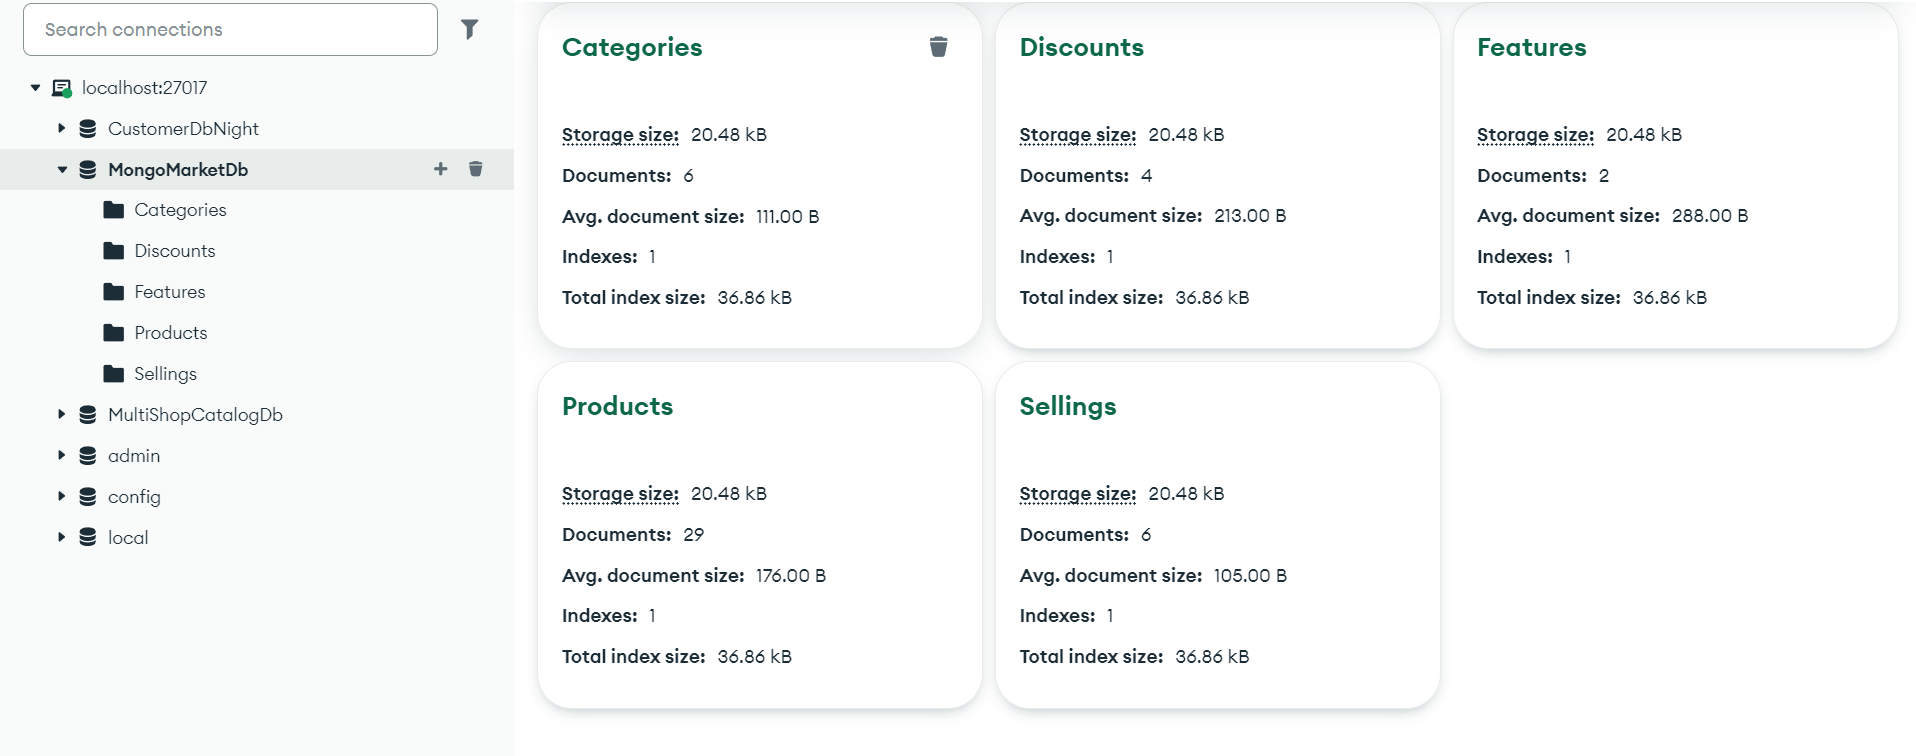 Search connections
localhost:27017
CustomerDbNight
MongoMarketDb
Categories
Discounts
Features
Products
Sellings
MultiShopCatalogDb
admin
config
local
Categories
Storage size: 20.48 kB
Documents: 6
Avg. document size: 111.00 B
Indexes: 1
Total index size: 36.86 kB
Discounts
Storage size: 20.48 kB
Documents: 4
Avg. document size: 213.00 B
Indexes: 1
Total index size: 36.86 kB
Features
Storage size: 20.48 kB
Documents: 2
Avg. document size: 288.00 B
Indexes: 1
Total index size: 36.86 kB
Products
Storage size: 20.48 kB
Documents: 29
Avg. document size: 176.00 B
Indexes: 1
Total index size: 36.86 kB
Sellings
Storage size: 20.48 kB
Documents: 6
Avg. document size: 105.00 B
Indexes: 1
Total index size: 36.86 kB